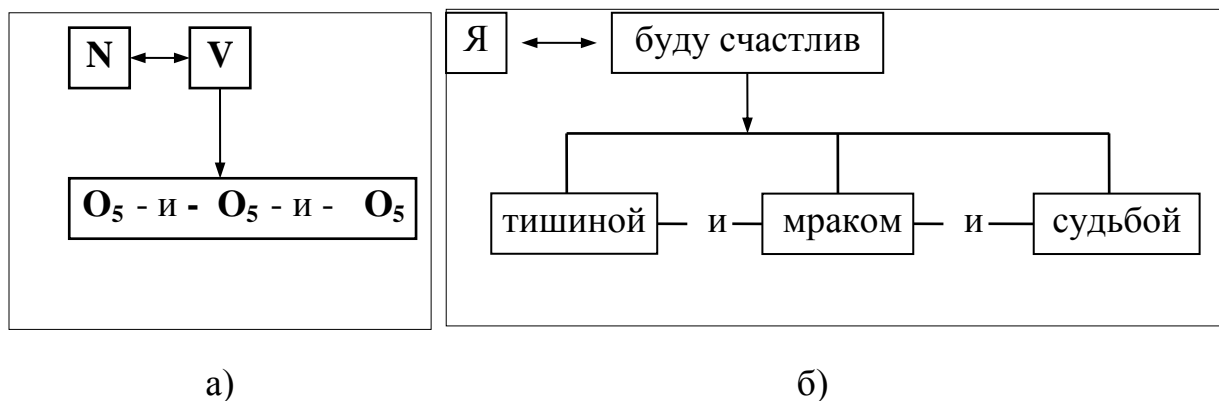 N V
O₅ - и - O₅ - и - O₅
а)
Я буду счастлив
тишиной и мраком и судьбой
б)